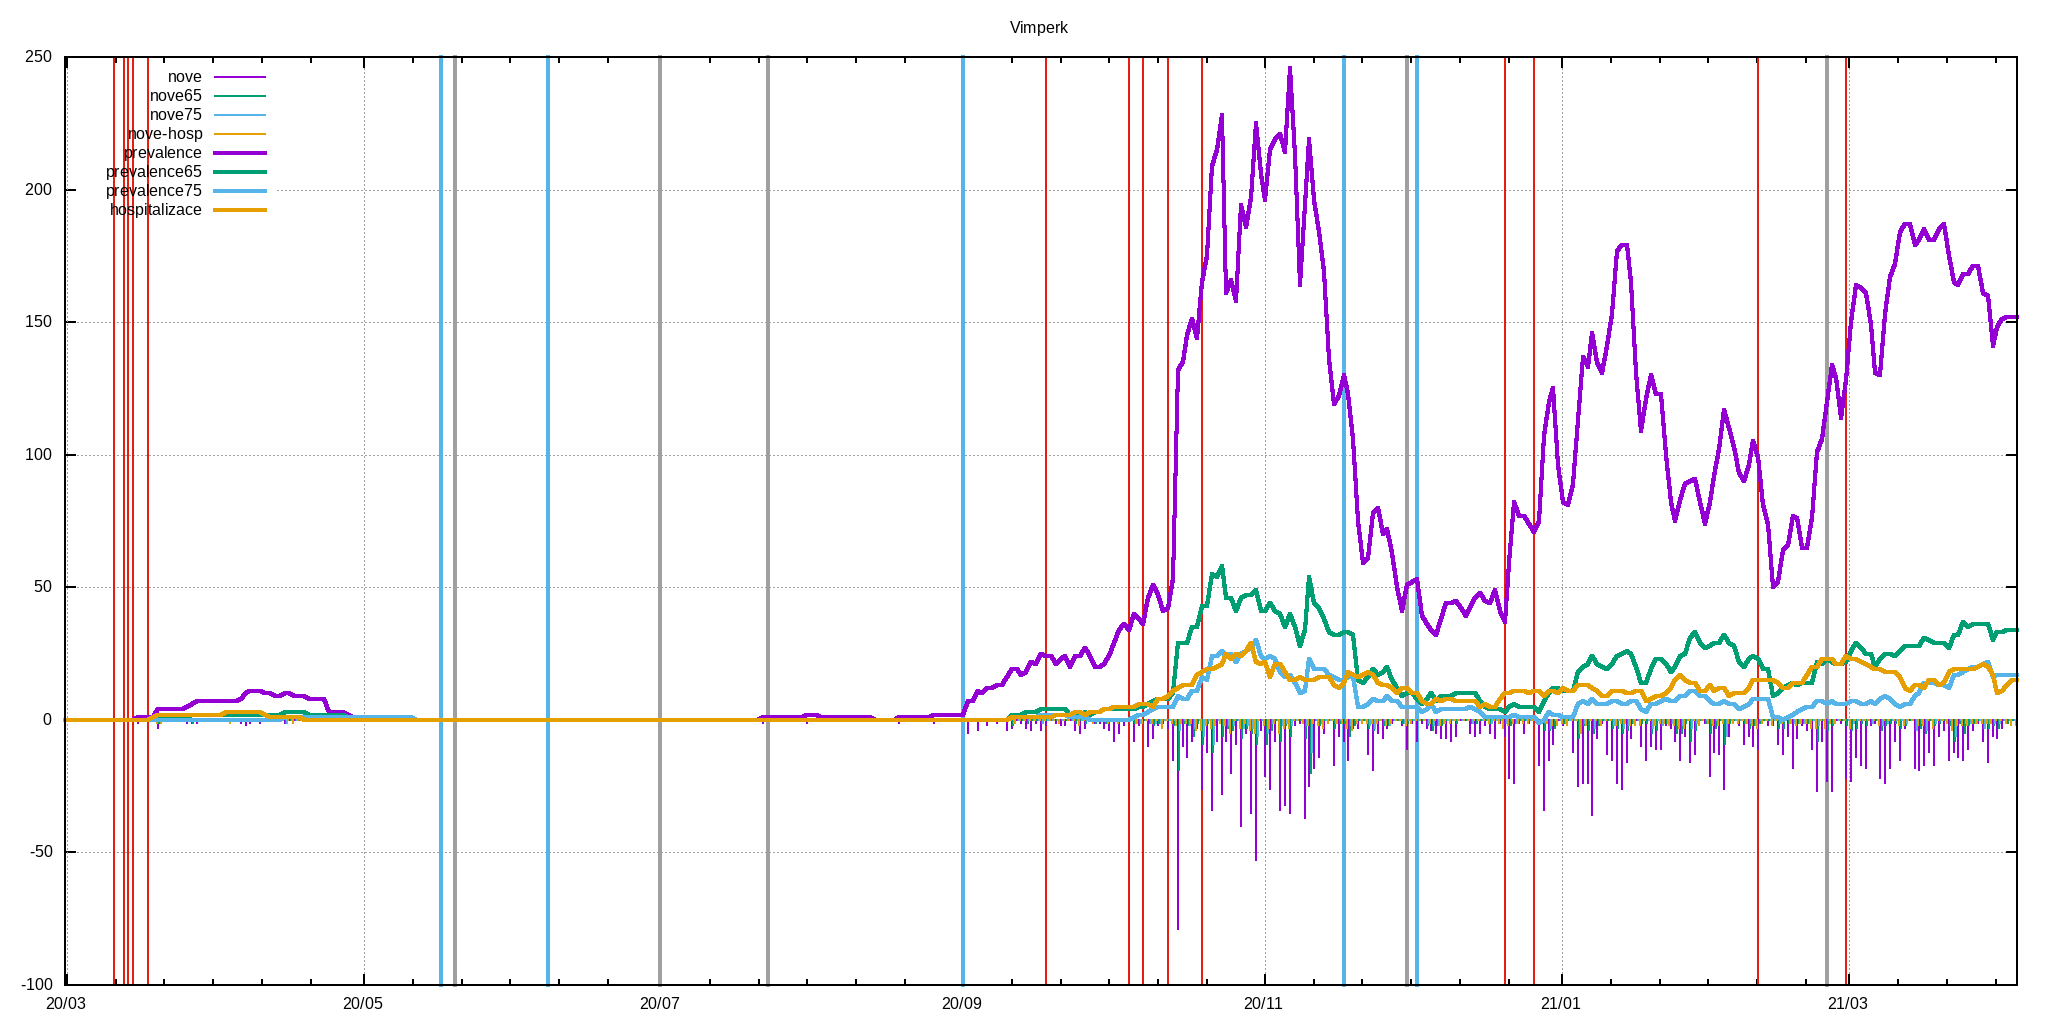 Vimperk
250
200
150
100
50
0
-50
-100
nove
nove65
nove75
nove-hosp
prevalence
prevalence65
prevalence75
hospitalizace
20/03 20/05 20/07 20/09 20/11 21/01 21/03